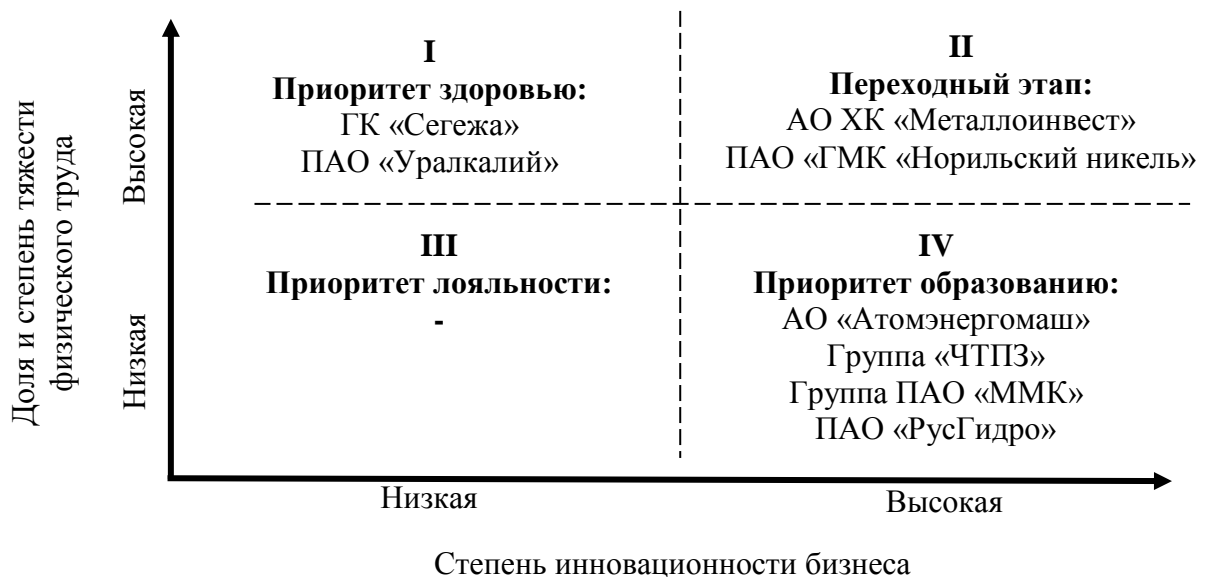 Доля и степень тяжести
физического труда
Высокая
Низкая
I
Приоритет здоровью:
ГК «Сегежа»
ПАО «Уралкалий»
II
Переходный этап:
АО ХК «Металлоинвест»
ПАО «ГМК «Норильский никель»
III
Приоритет лояльности:
-
IV
Приоритет образованию:
АО «Атомэнергомаш»
Группа «ЧТПЗ»
Группа ПАО «ММК»
ПАО «РусГидро»
Низкая
Высокая
Степень инновационности бизнеса